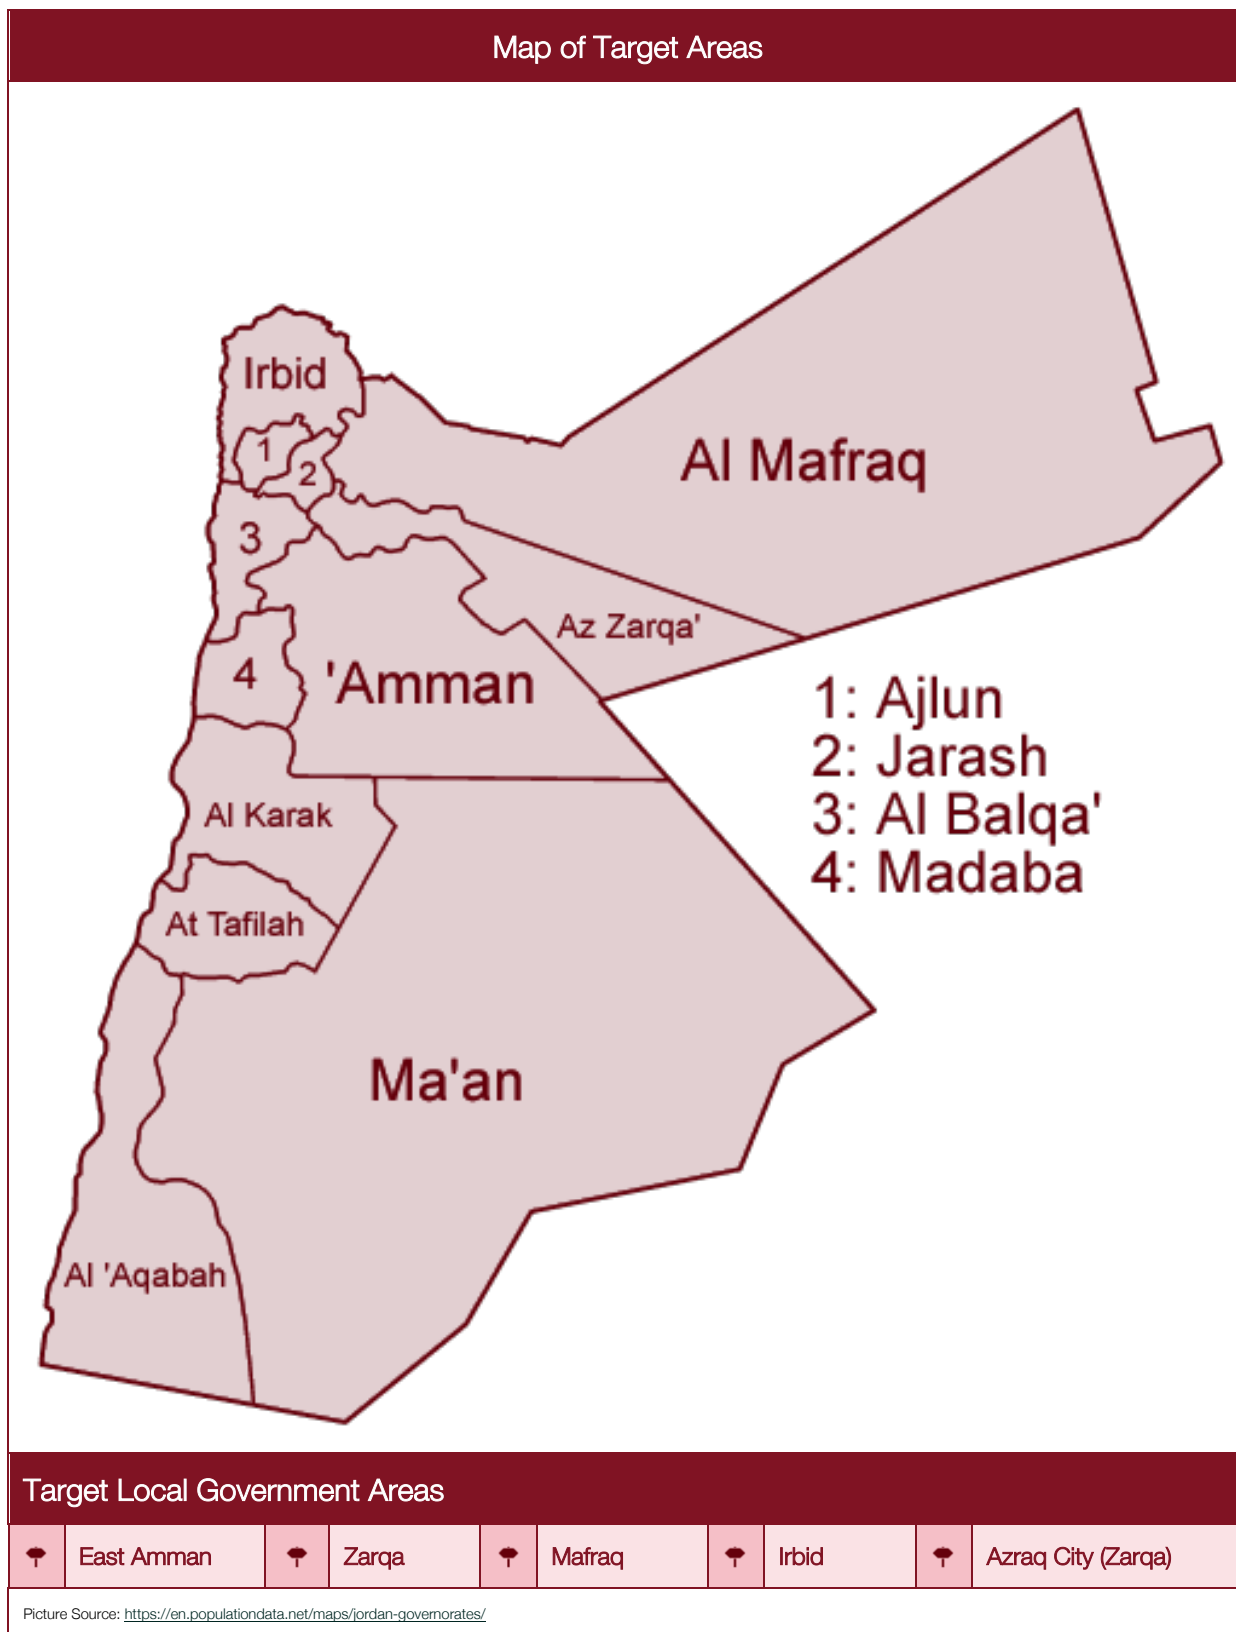 Map of Target Areas
Irbid
1
2
Al Mafraq
3
Az Zarqa'
4
'Amman
1: Ajlun
2: Jarash
3: Al Balqa'
4: Madaba
Al Karak
At Tafilah
Ma'an
Al 'Aqabah
Target Local Government Areas
East Amman Zarqa Mafraq Irbid Azraq City (Zarqa)
Picture Source: https://en.populationdata.net/maps/jordan-governorates/